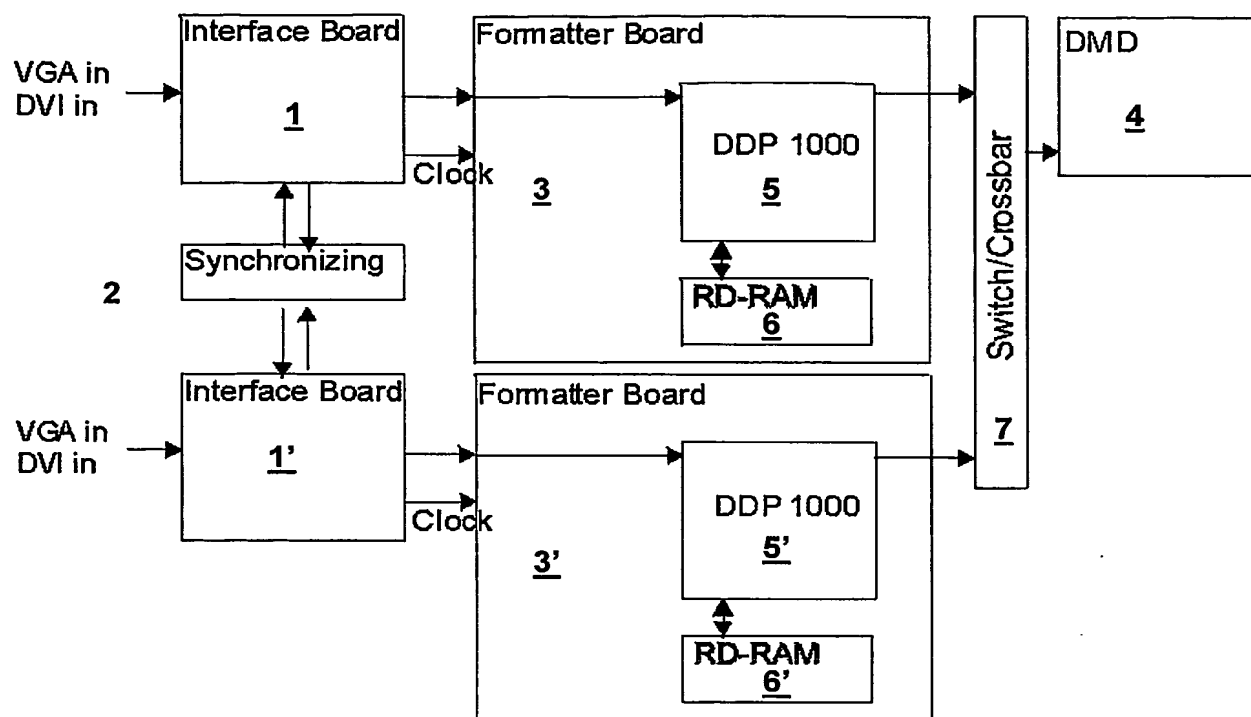 Interface Board
VGA in
DVI in
1
Clock
Formatter Board
3
DDP 1000
5
RD-RAM
6
Switch/Crossbar
7
DMD
4
Synchronizing
2
Interface Board
VGA in
DVI in
1'
Clock
Formatter Board
3'
DDP 1000
5'
RD-RAM
6'